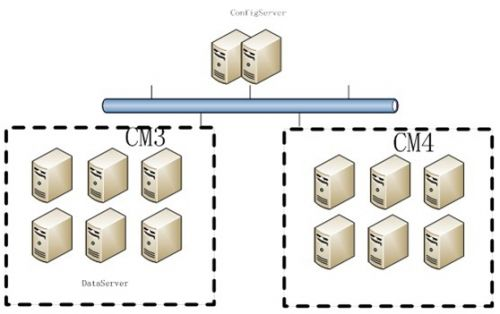 ConfigServer
CM3
CM4
DataServer